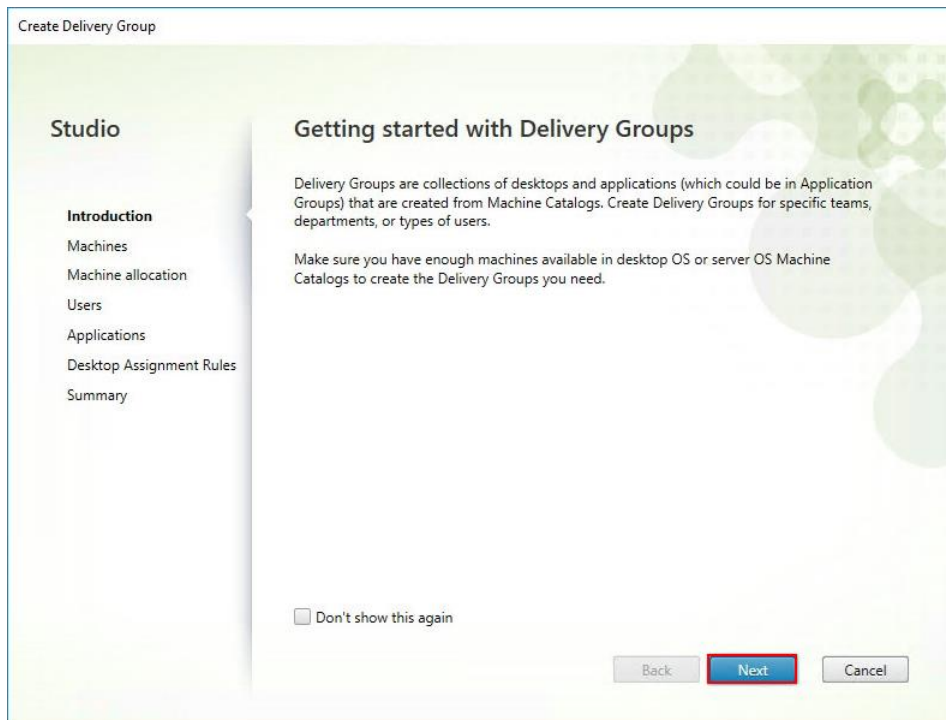 Create Delivery Group
Studio
Introduction
Machines
Machine allocation
Users
Applications
Desktop Assignment Rules
Summary
Getting started with Delivery Groups
Delivery Groups are collections of desktops and applications (which could be in Application
Groups) that are created from Machine Catalogs. Create Delivery Groups for specific teams,
departments, or types of users.
Make sure you have enough machines available in desktop OS or server OS Machine
Catalogs to create the Delivery Groups you need.
Don't show this again
Back
Next
Cancel